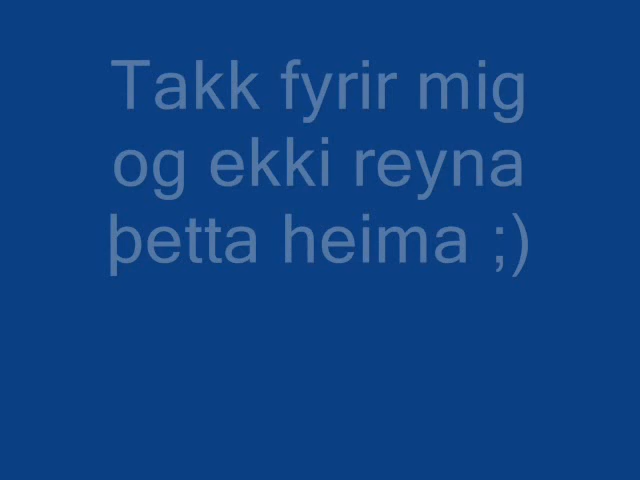 Takk fyrir mig
og ekki reyna
þetta heima ;)